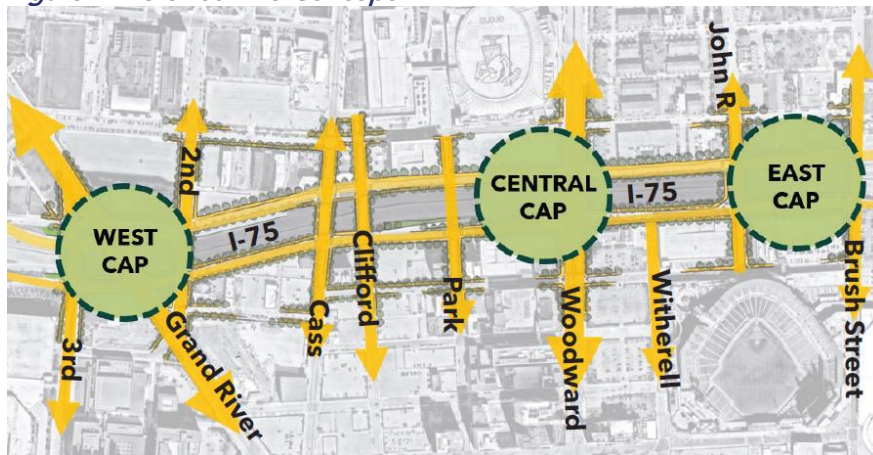 John R
2nd
CENTRAL
CAP
EAST
CAP
I-75
WEST
CAP
I-75
Clifford
Park
Cass
Woodward
Witherell
Brush Street
3rd
Grand River